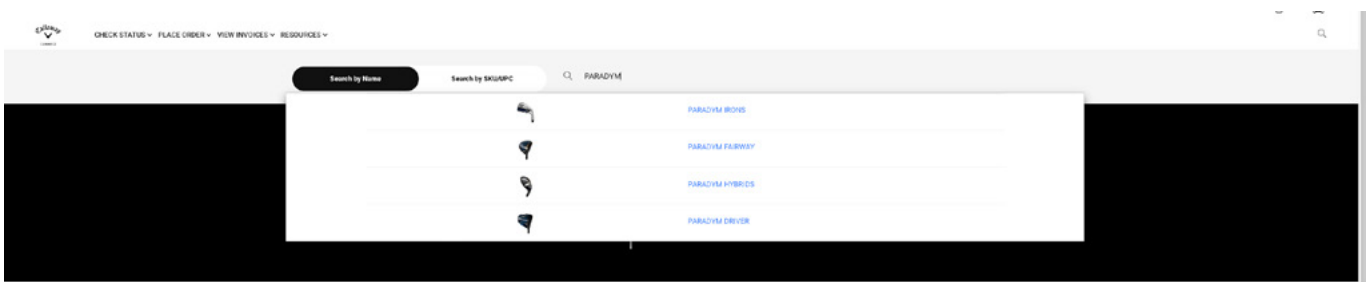 Callaway
CHECK STATUS PLACE ORDER VIEW INVOICES RESOURCES
Search by Name Search by SKU/UPC PARADYM
PARADYM IRONS
PARADYM FAIRWAY
PARADYM HYBRIDS
PARADYM DRIVER